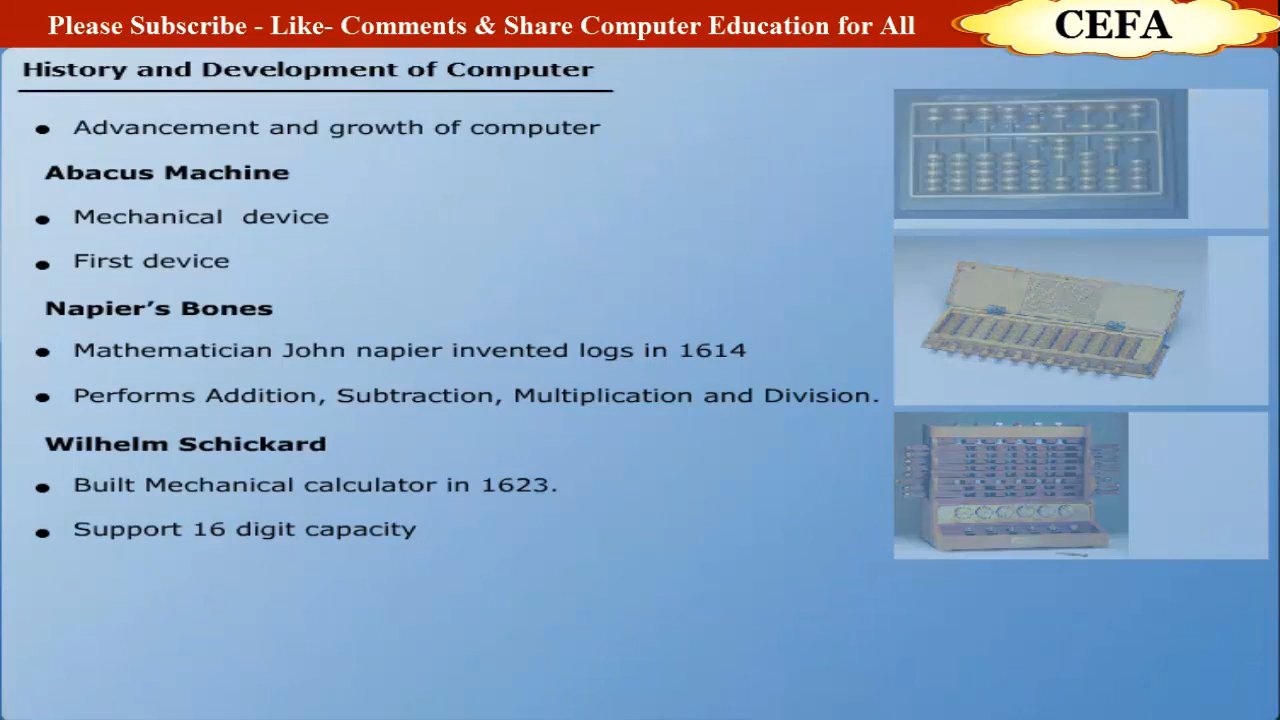 Please Subscribe - Like- Comments & Share Computer Education for All
CEFA
History and Development of Computer
Advancement and growth of computer
Abacus Machine
Mechanical device
First device
Napier's Bones
Mathematician John napier invented logs in 1614
Performs Addition, Subtraction, Multiplication and Division.
Wilhelm Schickard
Built Mechanical calculator in 1623.
Support 16 digit capacity